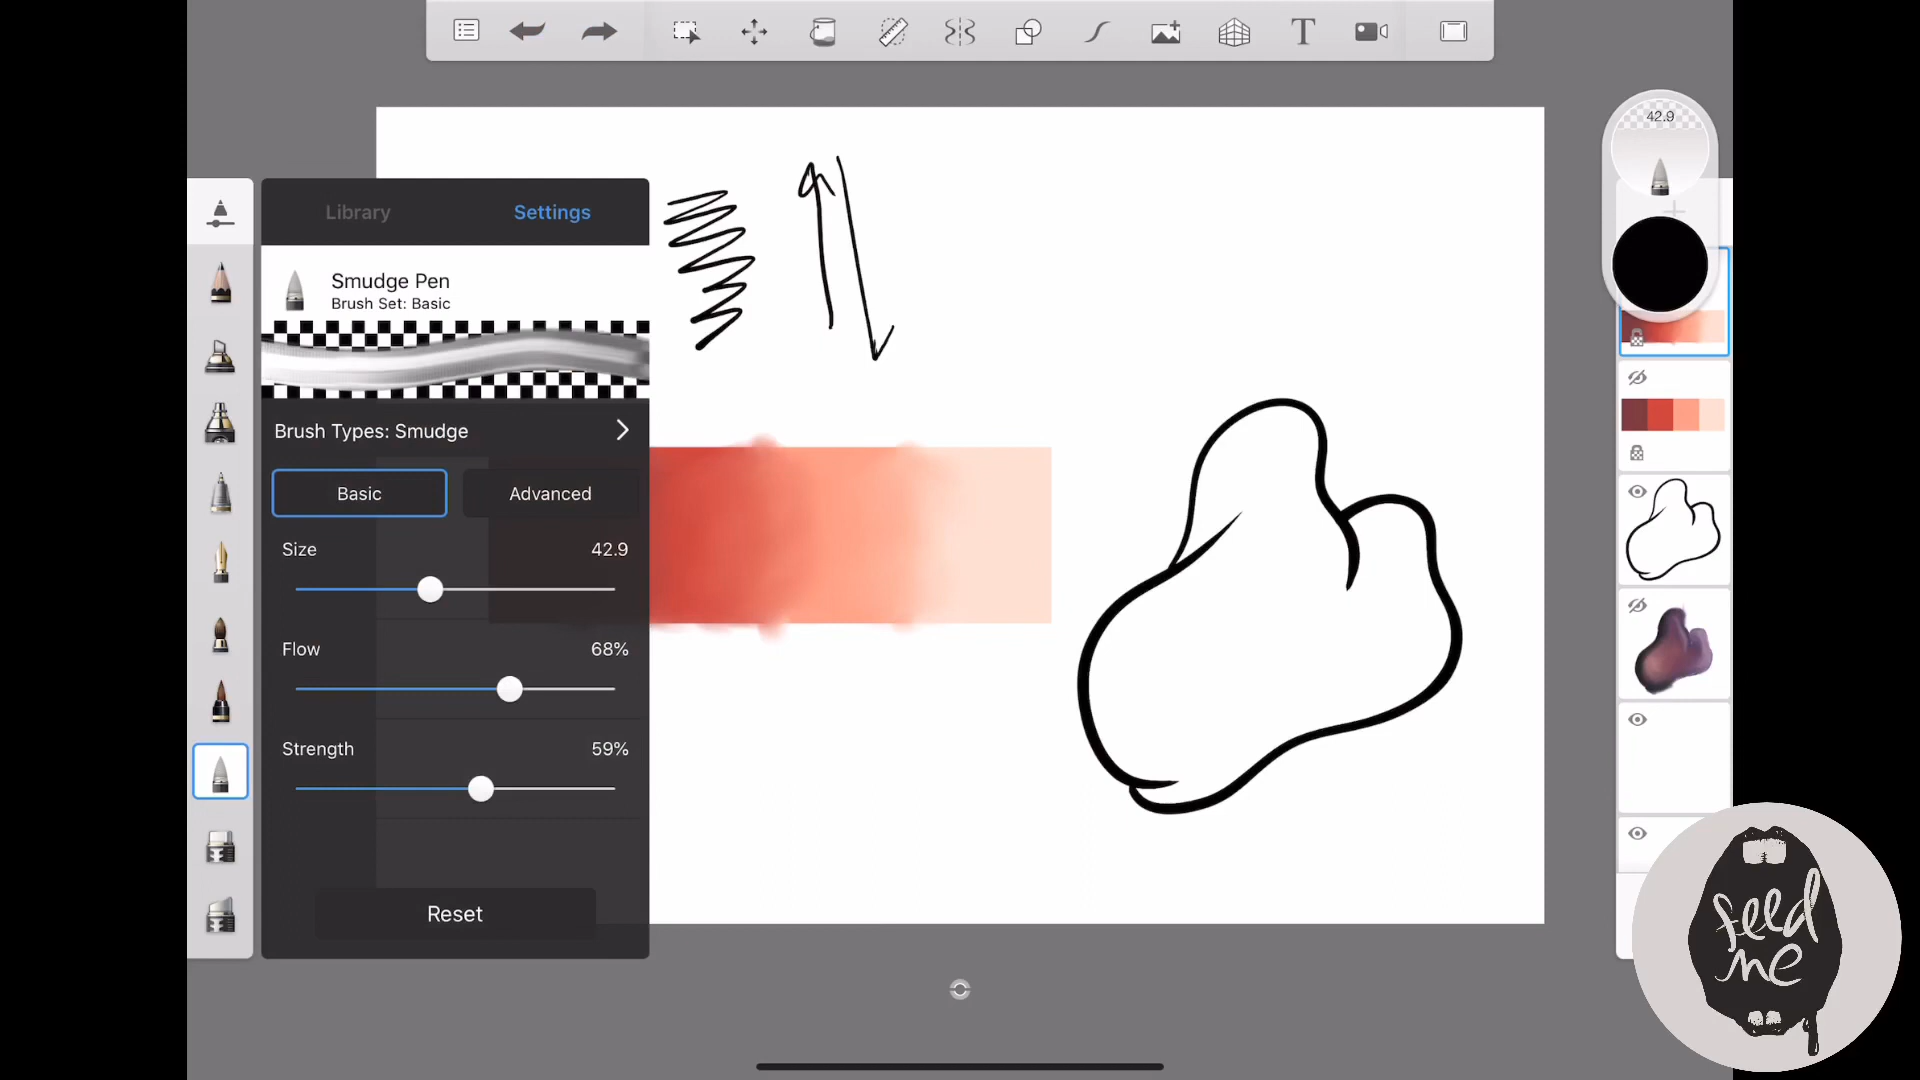 T
42.9
Library
Settings
Smudge Pen
Brush Set: Basic
Brush Types: Smudge
Basic
Advanced
Size
42.9
Flow
68%
Strength
59%
Reset
feed
me